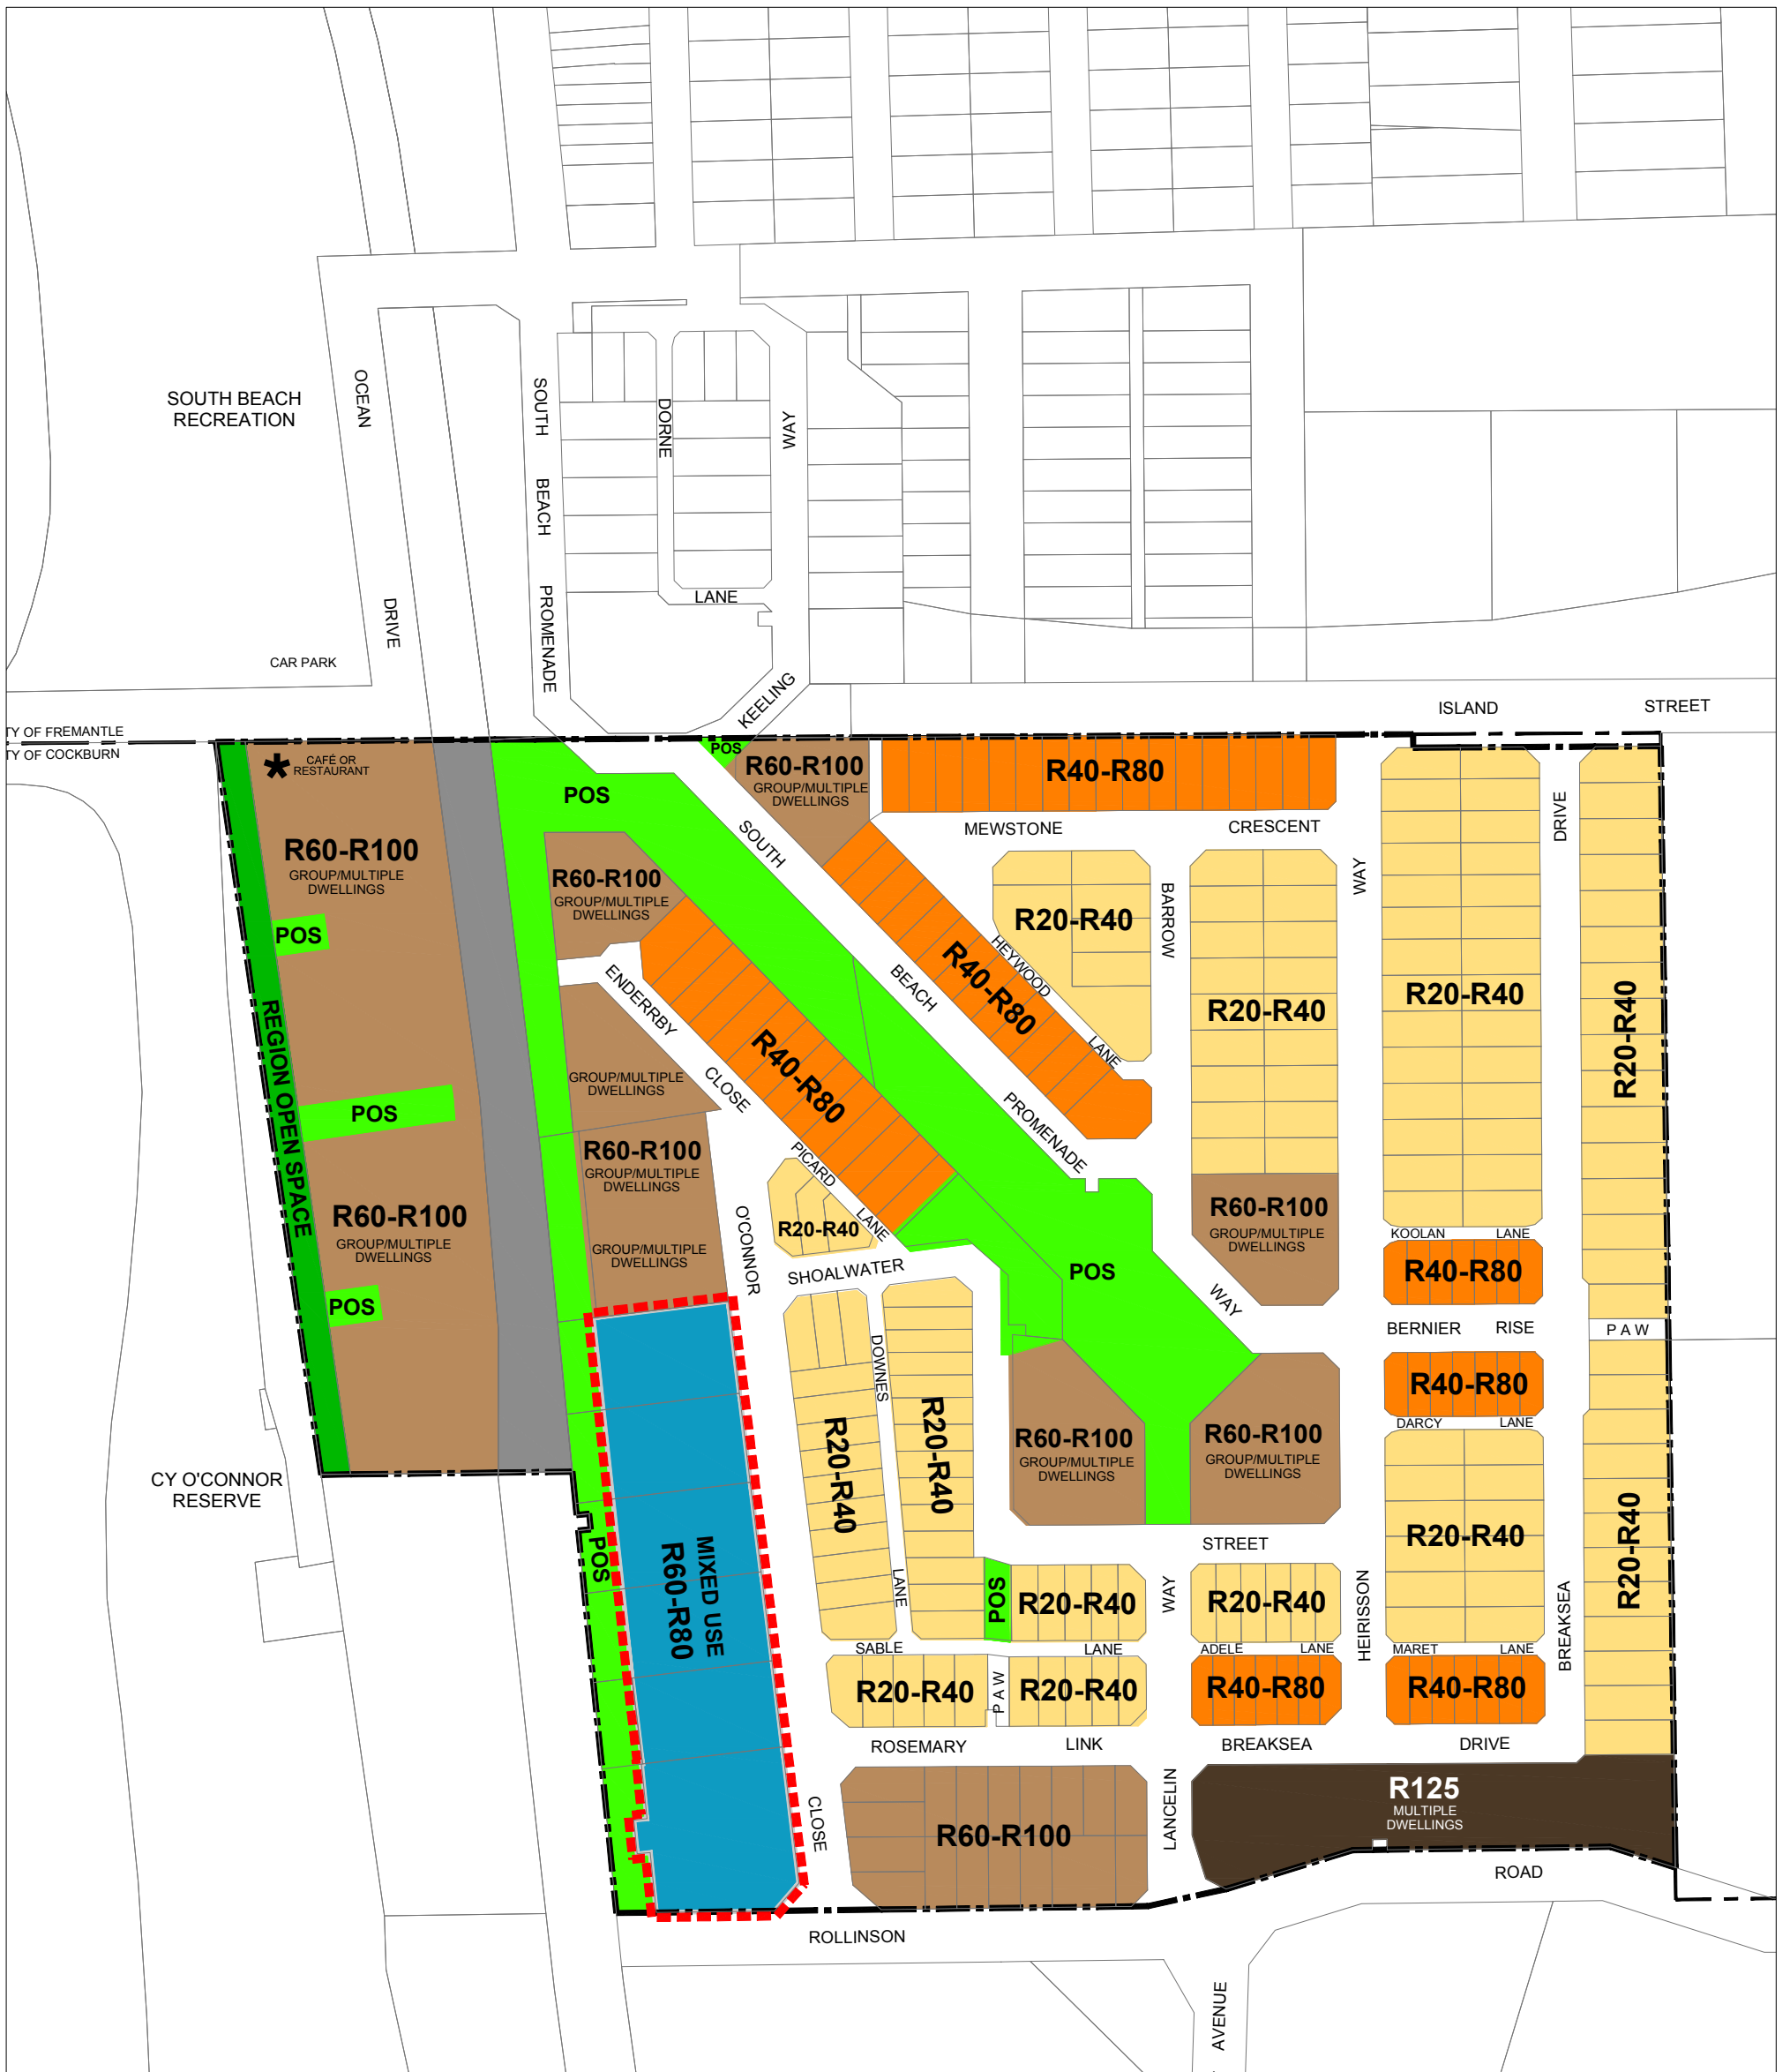 SOUTH BEACH
RECREATION
OCEAN
DRIVE
SOUTH
BEACH
PROMENADE
DORNE
LANE
WAY
CAR PARK
KEELING
ISLAND
STREET
TY OF FREMANTLE
TY OF COCKBURN
CAFÉ OR
RESTAURANT
R60-R100
GROUP/MULTIPLE
DWELLINGS
POS
POS
REGION OPEN SPACE
R60-R100
GROUP/MULTIPLE
DWELLINGS
POS
CY O'CONNOR
RESERVE
POS
POS
R60-R100
GROUP/MULTIPLE
DWELLINGS
R40-R80
MEWSTONE
CRESCENT
SOUTH
BEACH
PROMENADE
R60-R100
GROUP/MULTIPLE
DWELLINGS
ENDERRBY
CLOSE
R40-R80
GROUP/MULTIPLE
DWELLINGS
R60-R100
GROUP/MULTIPLE
DWELLINGS
GROUP/MULTIPLE
DWELLINGS
PICARD
LANE
R20-R40
O'CONNOR
SHOALWATER
R40-R80
HEYWOOD
LANE
R20-R40
BARROW
R20-R40
WAY
R20-R40
DRIVE
R20-R40
R60-R100
GROUP/MULTIPLE
DWELLINGS
WAY
POS
KOOLAN
LANE
R40-R80
BERNIER
RISE
P A W
R40-R80
DARCY
LANE
R20-R40
R20-R40
DOWNES
LANE
R20-R40
R20-R40
R60-R100
GROUP/MULTIPLE
DWELLINGS
R60-R100
GROUP/MULTIPLE
DWELLINGS
STREET
POS
MIXED USE
R60-R80
POS
R20-R40
WAY
R20-R40
HEIRISSON
BREAKSEA
SABLE
LANE
ADELE
LANE
MARET
LANE
R20-R40
P A W
R20-R40
R40-R80
R40-R80
ROSEMARY
LINK
BREAKSEA
DRIVE
CLOSE
R60-R100
LANCELIN
R125
MULTIPLE
DWELLINGS
ROAD
ROLLINSON
AVENUE